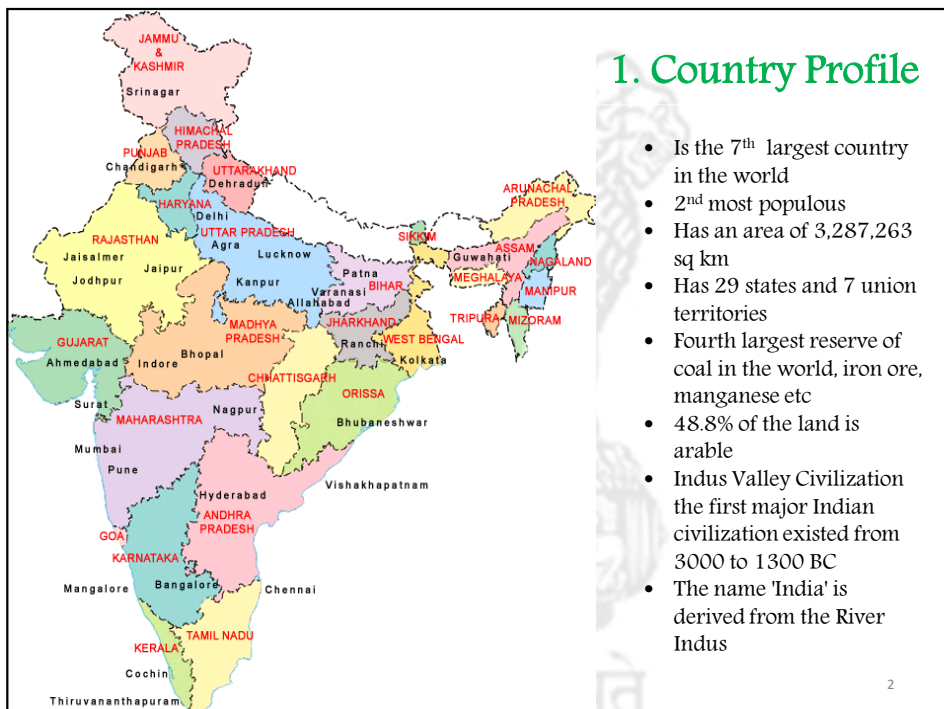 JAMMU
&
KASHMIR
Srinagar
HIMACHAL
PRADESH
PUNJAB
Chandigarh
UTTARAKHAND
Dehradun
HARYANA
Delhi
ARUNACHAL
PRADESH
RAJASTHAN
UTTAR PRADESH
Agra
SIKKIM
ASSAM
Jaisalmer
Lucknow
Guwahati
NAGALAND
Jaipur
Jodhpur
Kanpur
Patna
MEGHALAYA
BIHAR
Varanasi
MANIPUR
Allahabad
MADHYA
PRADESH
JHARKHAND
TRIPURA
MIZORAM
GUJARAT
Ranchi
WEST BENGAL
Ahmedabad
Indore
Bhopal
Kolkata
CHHATTISGARH
ORISSA
Surat
MAHARASHTRA
Nagpur
Bhubaneshwar
Mumbai
Pune
Hyderabad
Vishakhapatnam
ANDHRA
PRADESH
GOA
KARNATAKA
Mangalore
Bangalore
Chennai
TAMIL NADU
KERALA
Cochin
Thiruvananthapuram
1. Country Profile
• Is the 7th largest country
in the world
• 2nd most populous
• Has an area of 3,287,263
sq km
• Has 29 states and 7 union
territories
• Fourth largest reserve of
coal in the world, iron ore,
manganese etc
• 48.8% of the land is
arable
• Indus Valley Civilization
the first major Indian
civilization existed from
3000 to 1300 BC
• The name 'India' is
derived from the River
Indus
2